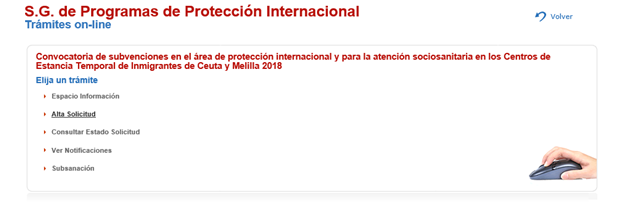 S.G. de Programas de Protección Internacional
Trámites on-line
Volver
Convocatoria de subvenciones en el área de protección internacional y para la atención sociosanitaria en los Centros de
Estancia Temporal de Inmigrantes de Ceuta y Melilla 2018
Elija un trámite
Espacio Información
Alta Solicitud
Consultar Estado Solicitud
Ver Notificaciones
Subsanación